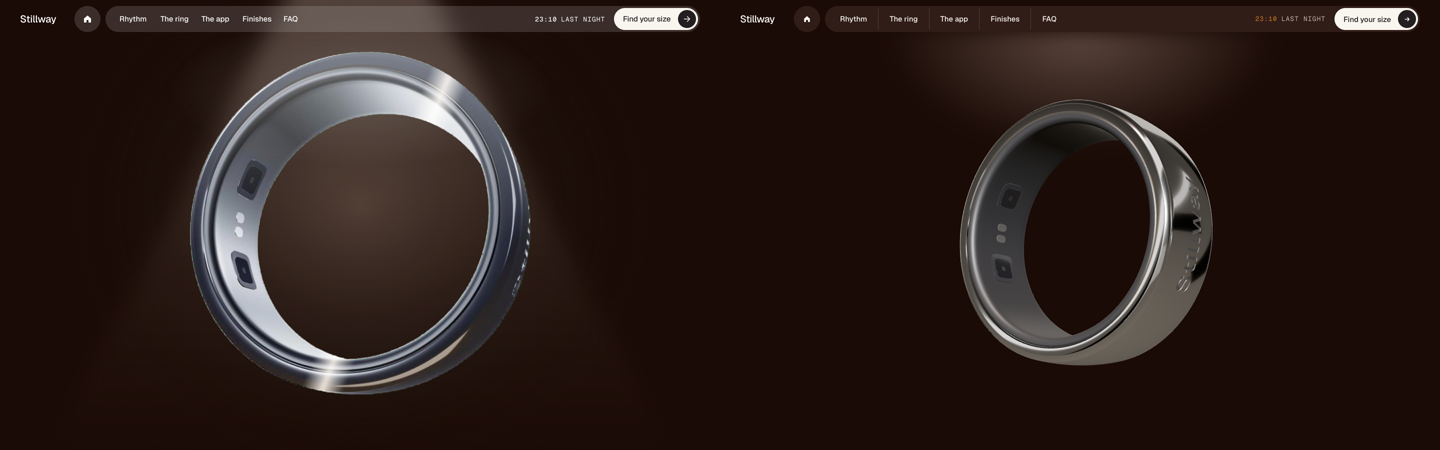 Stillway
Rhythm The ring The app Finishes FAQ
23:10 LAST NIGHT
Find your size
Stillway
Rhythm The ring The app Finishes FAQ
23:10 LAST NIGHT
Find your size
Stillway